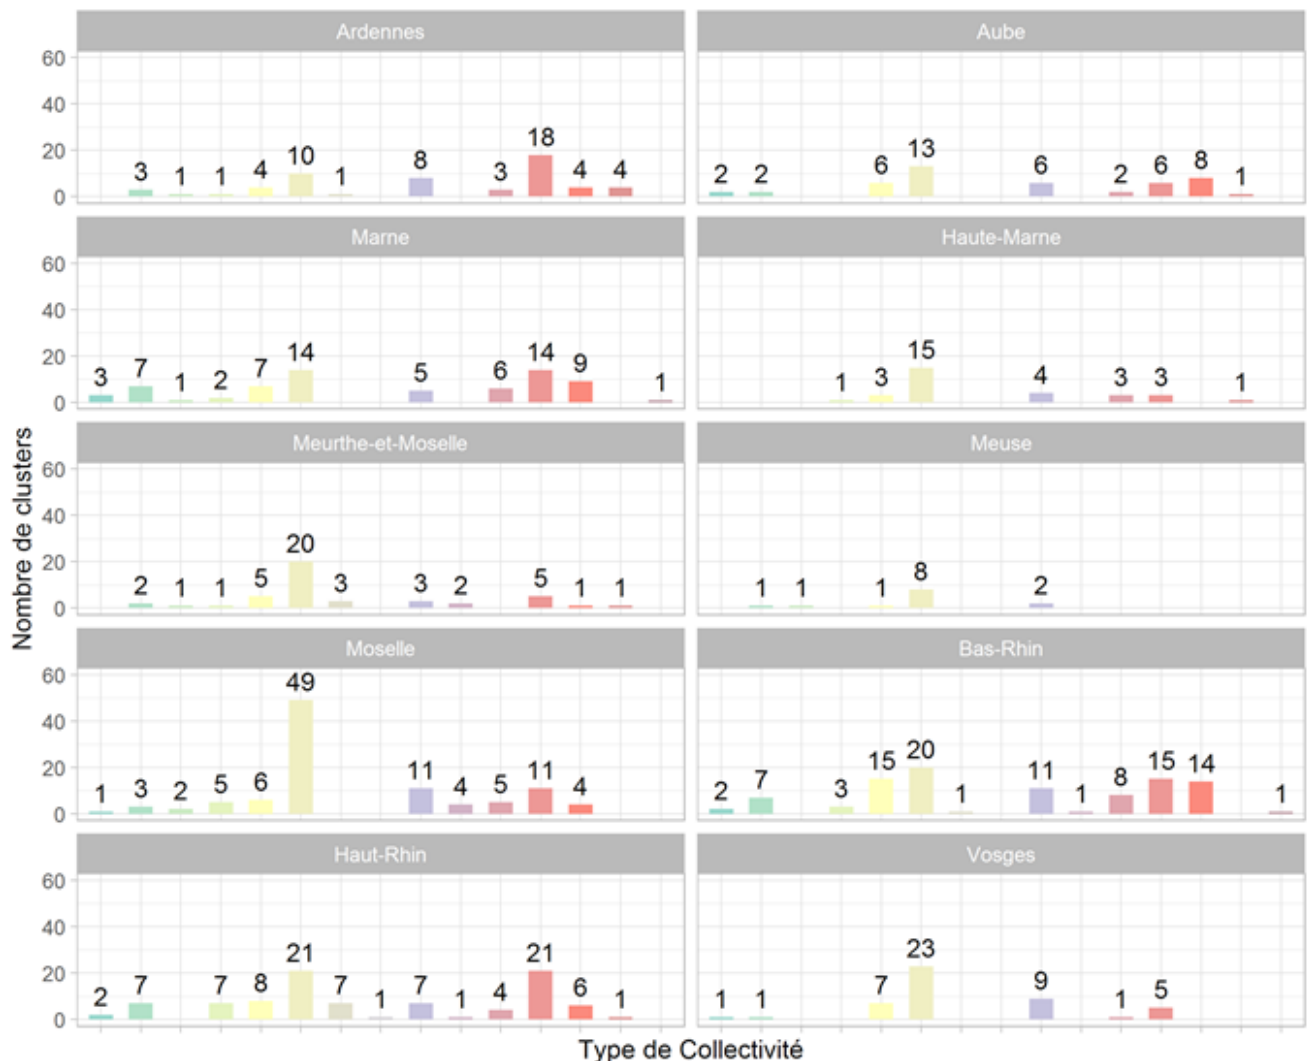 Ardennes Aube
60
40
20
0
3 1 1 4 10 1 8 3 18 4 4
2 2 6 13 6 2 6 8 1
Marne Haute-Marne
60
40
20
0
3 7 1 2 7 14 5 6 14 9 1
1 3 15 4 3 3 1
Meurthe-et-Moselle Meuse
60
40
20
0
2 1 1 5 20 3 3 2 5 1 1
1 1 1 8 2
Moselle Bas-Rhin
60
40
20
0
1 3 2 5 6 49 11 4 5 11 4
2 7 3 15 20 1 11 1 8 15 14 1
Haut-Rhin Vosges
60
40
20
0
2 7 7 8 21 7 1 7 1 4 21 6 1
1 1 7 23 9 1 5
Nombre de clusters
Type de Collectivité